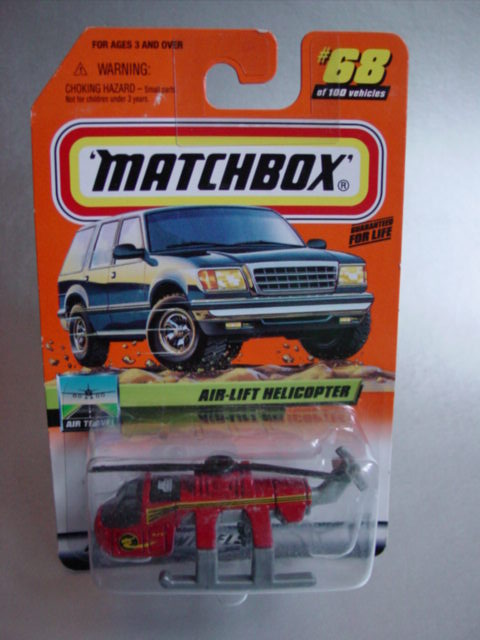 FOR AGES 3 AND OVER
WARNING:
CHOKING HAZARD - Small parts
Not for children under 3 years.
#68
of 100 vehicles
'MATCHBOX'®
GUARANTEED
FOR LIFE
AIR-LIFT HELICOPTER
AIR TRAVEL